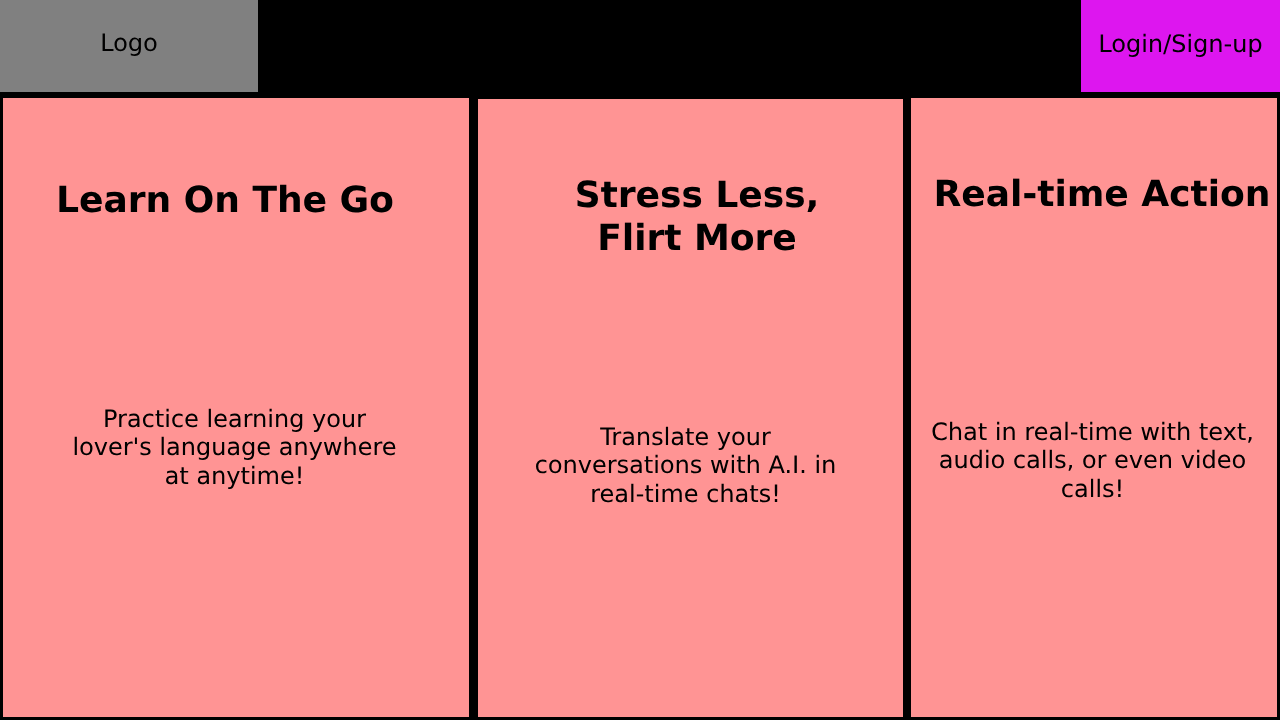 Logo
Login/Sign-up
Learn On The Go
Practice learning your
lover's language anywhere
at anytime!
Stress Less,
Flirt More
Translate your
conversations with A.I. in
real-time chats!
Real-time Action
Chat in real-time with text,
audio calls, or even video
calls!